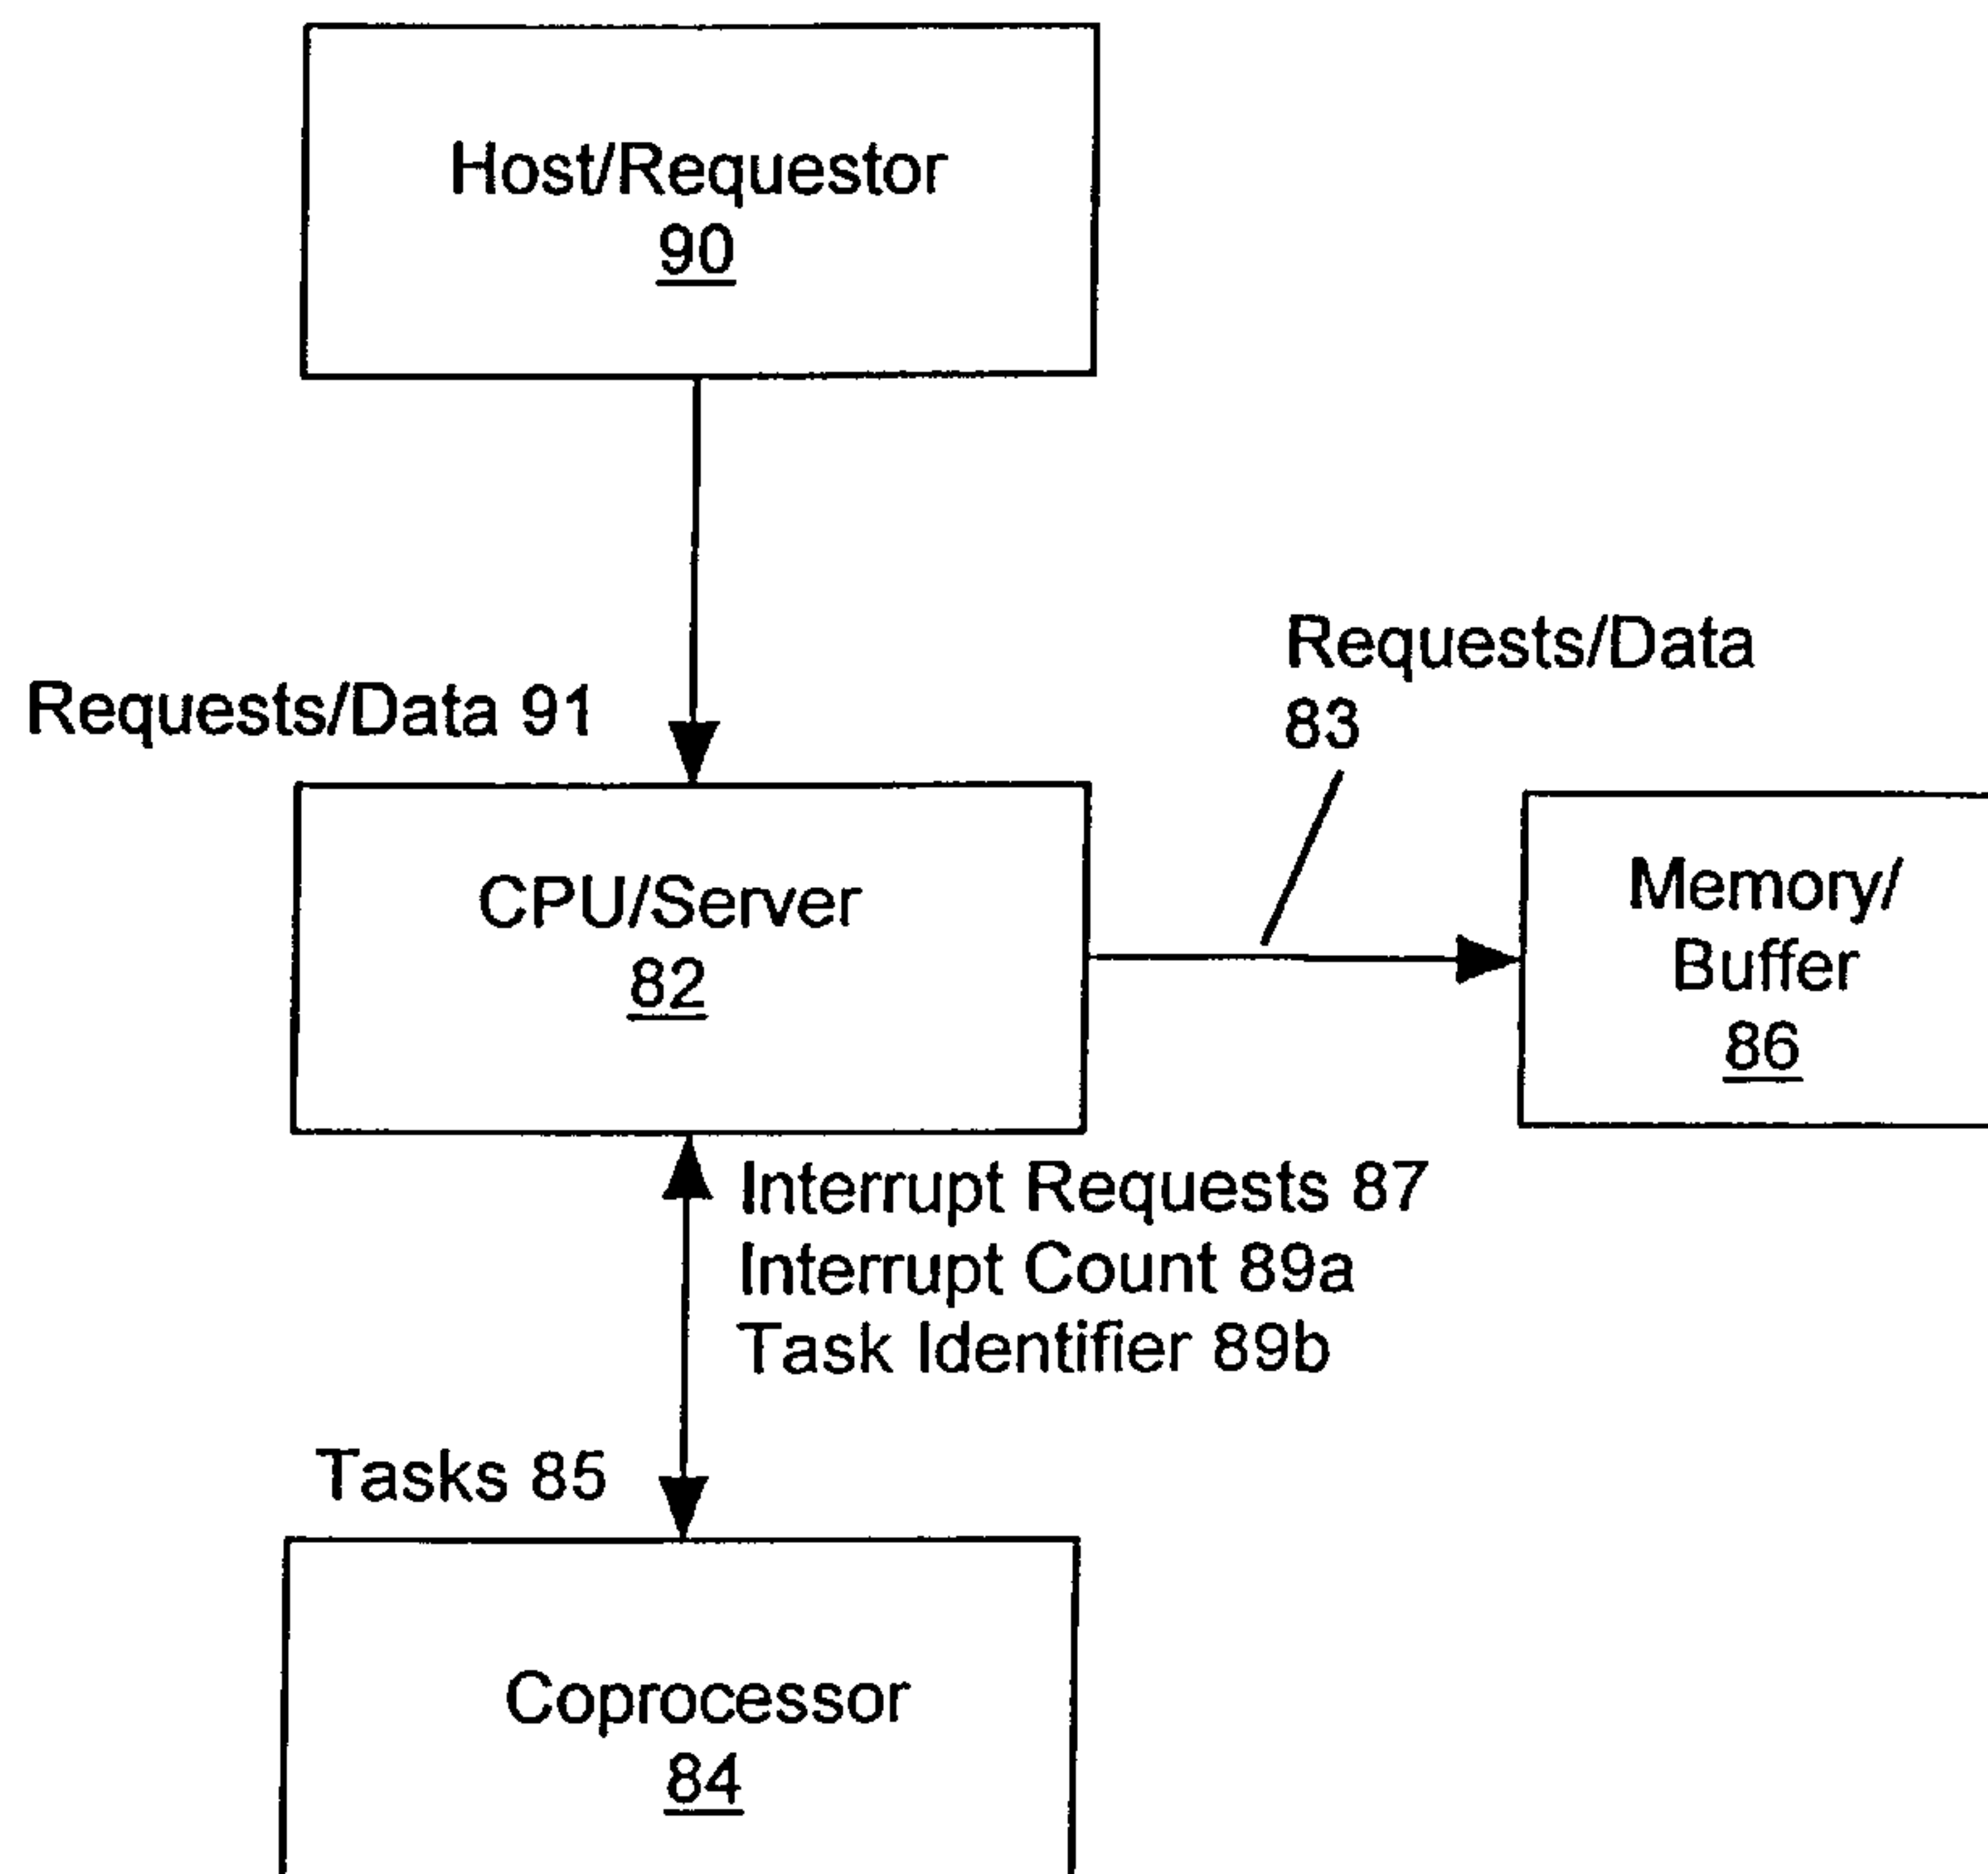 Host/Requestor
90
Requests/Data 91
Requests/Data
83
CPU/Server
82
Memory/
Buffer
86
Interrupt Requests 87
Interrupt Count 89a
Task Identifier 89b
Tasks 85
Coprocessor
84